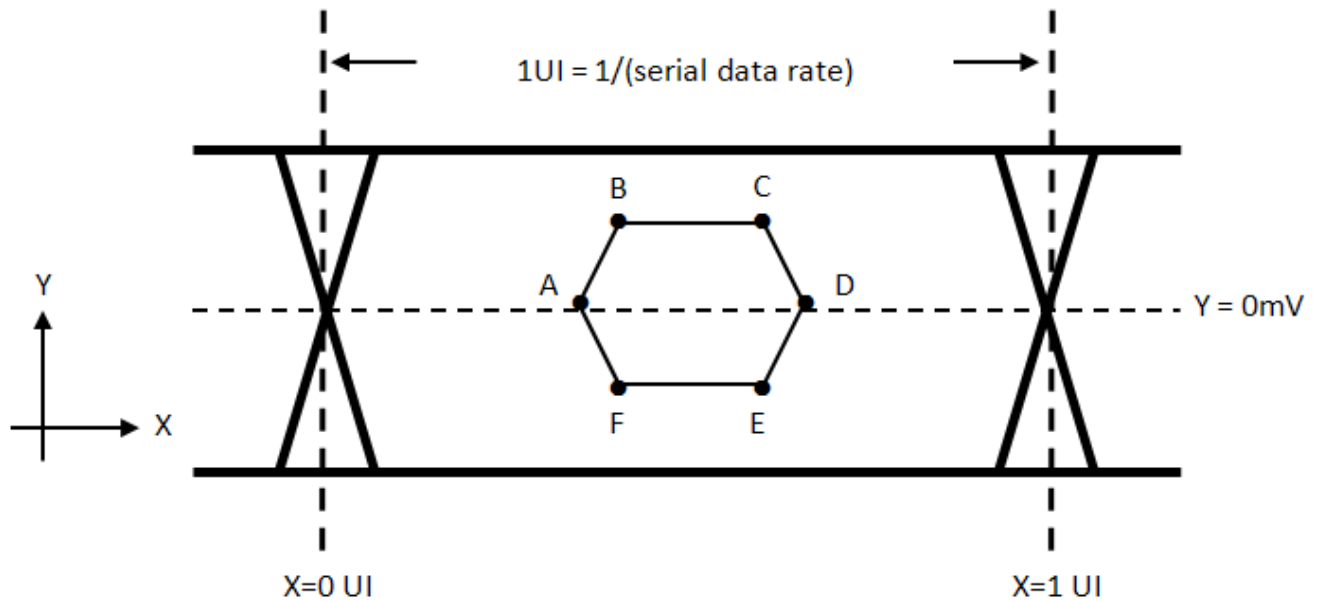 1UI = 1/(serial data rate)
B
C
A
D
Y
Y = 0mV
X
F
E
X=0 UI
X=1 UI